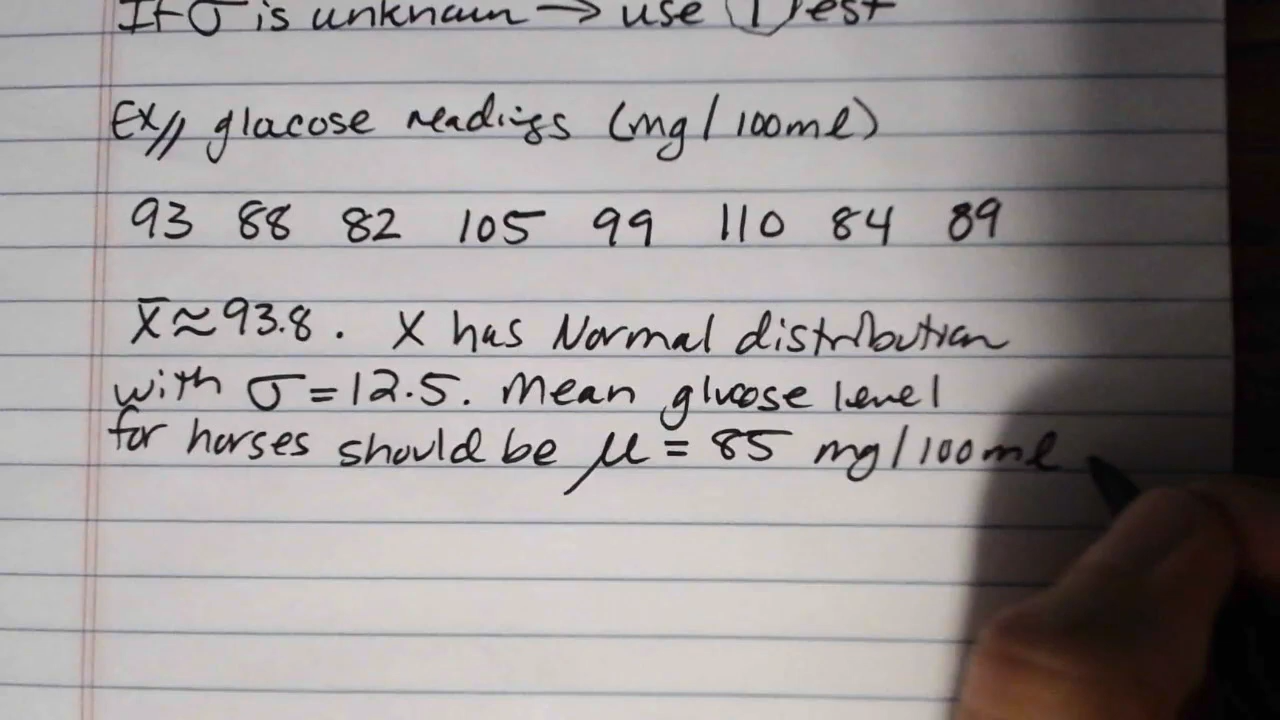 If σ is unknown → use T Test
Ex// glucose readings (mg/100ml)
93 88 82 105 99 110 84 89
x̄ ≈ 93.8. X has Normal distribution
with σ = 12.5. Mean glucose level
for horses should be μ = 85 mg/100ml